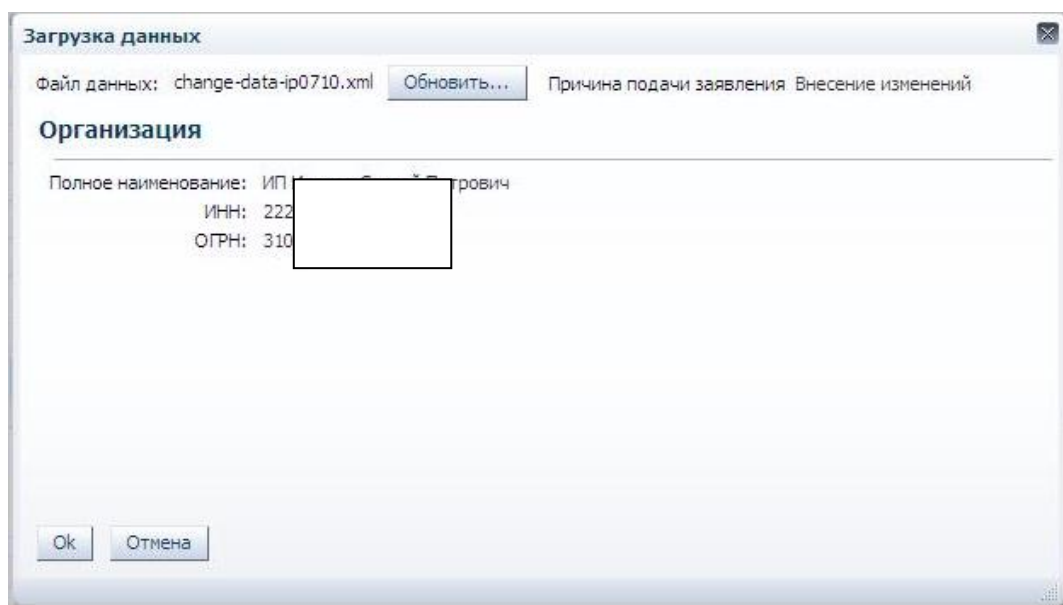 Загрузка данных
Файл данных: change-data-ip0710.xml Обновить... Причина подачи заявления Внесение изменений
Организация
Полное наименование: ИП
ИНН: 222
ОГРН: 310
Ok Отмена